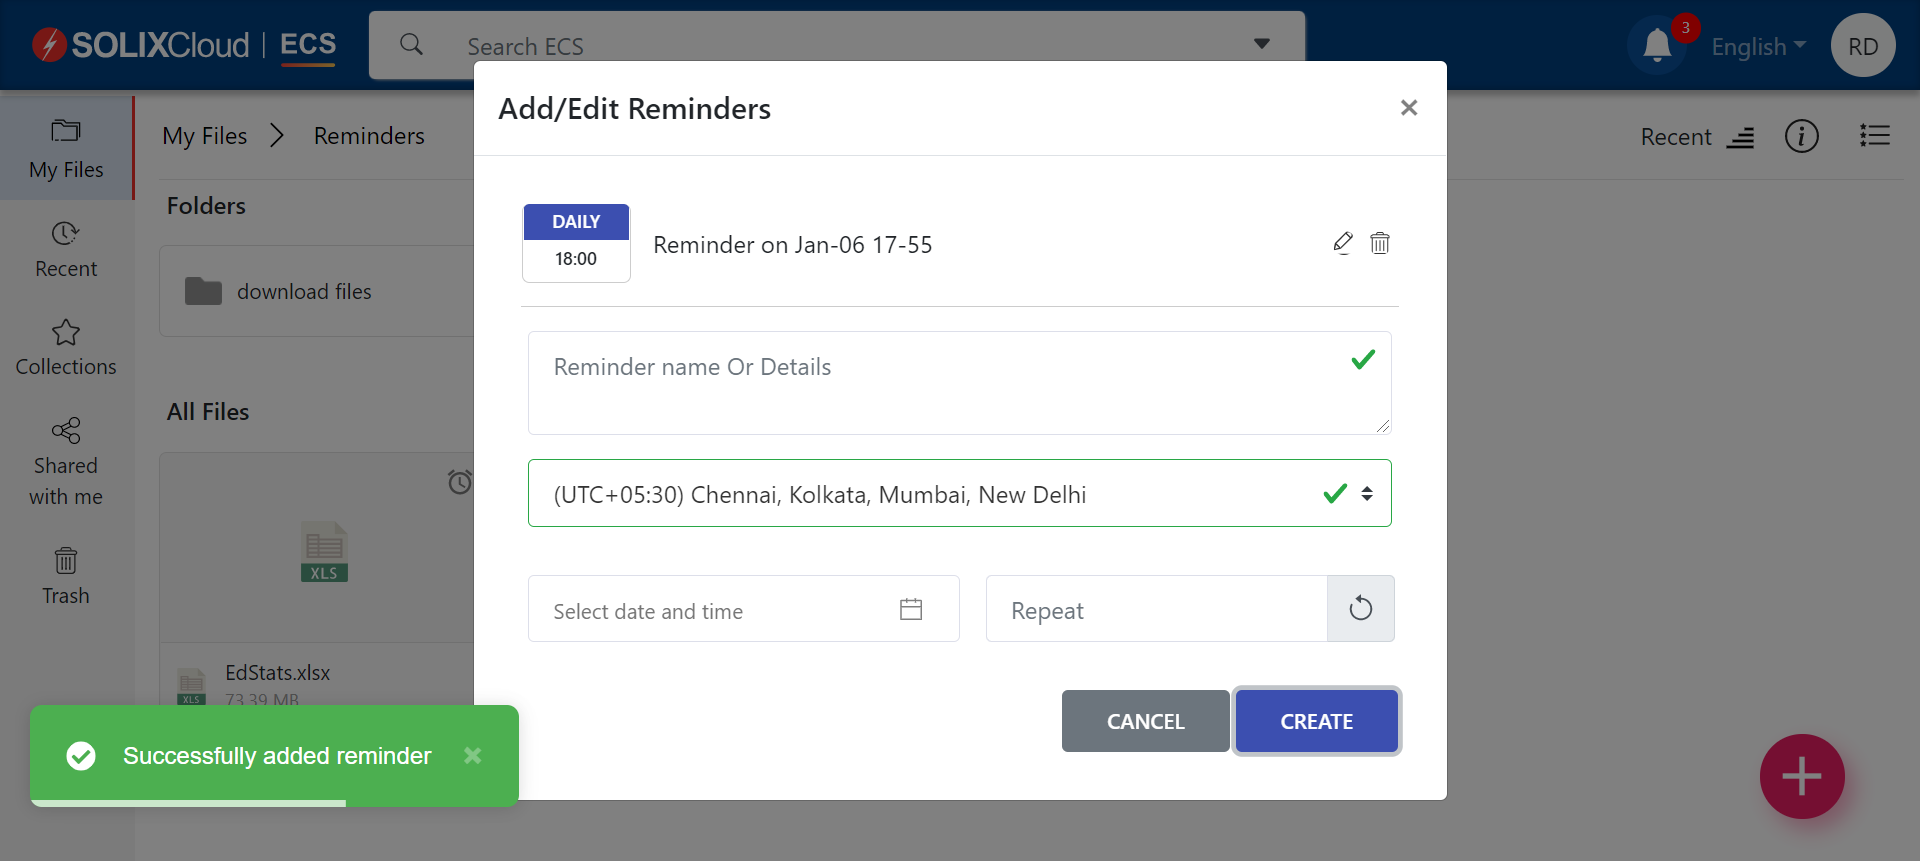 SOLIXCloud | ECS
Search ECS
3
English
RD
My Files
Recent
Collections
Shared
with me
Trash
My Files > Reminders
Recent
Folders
download files
All Files
XLS
XLS
EdStats.xlsx
73.39 MB
Add/Edit Reminders
DAILY
18:00
Reminder on Jan-06 17-55
Reminder name Or Details
(UTC+05:30) Chennai, Kolkata, Mumbai, New Delhi
Select date and time
Repeat
CANCEL
CREATE
Successfully added reminder